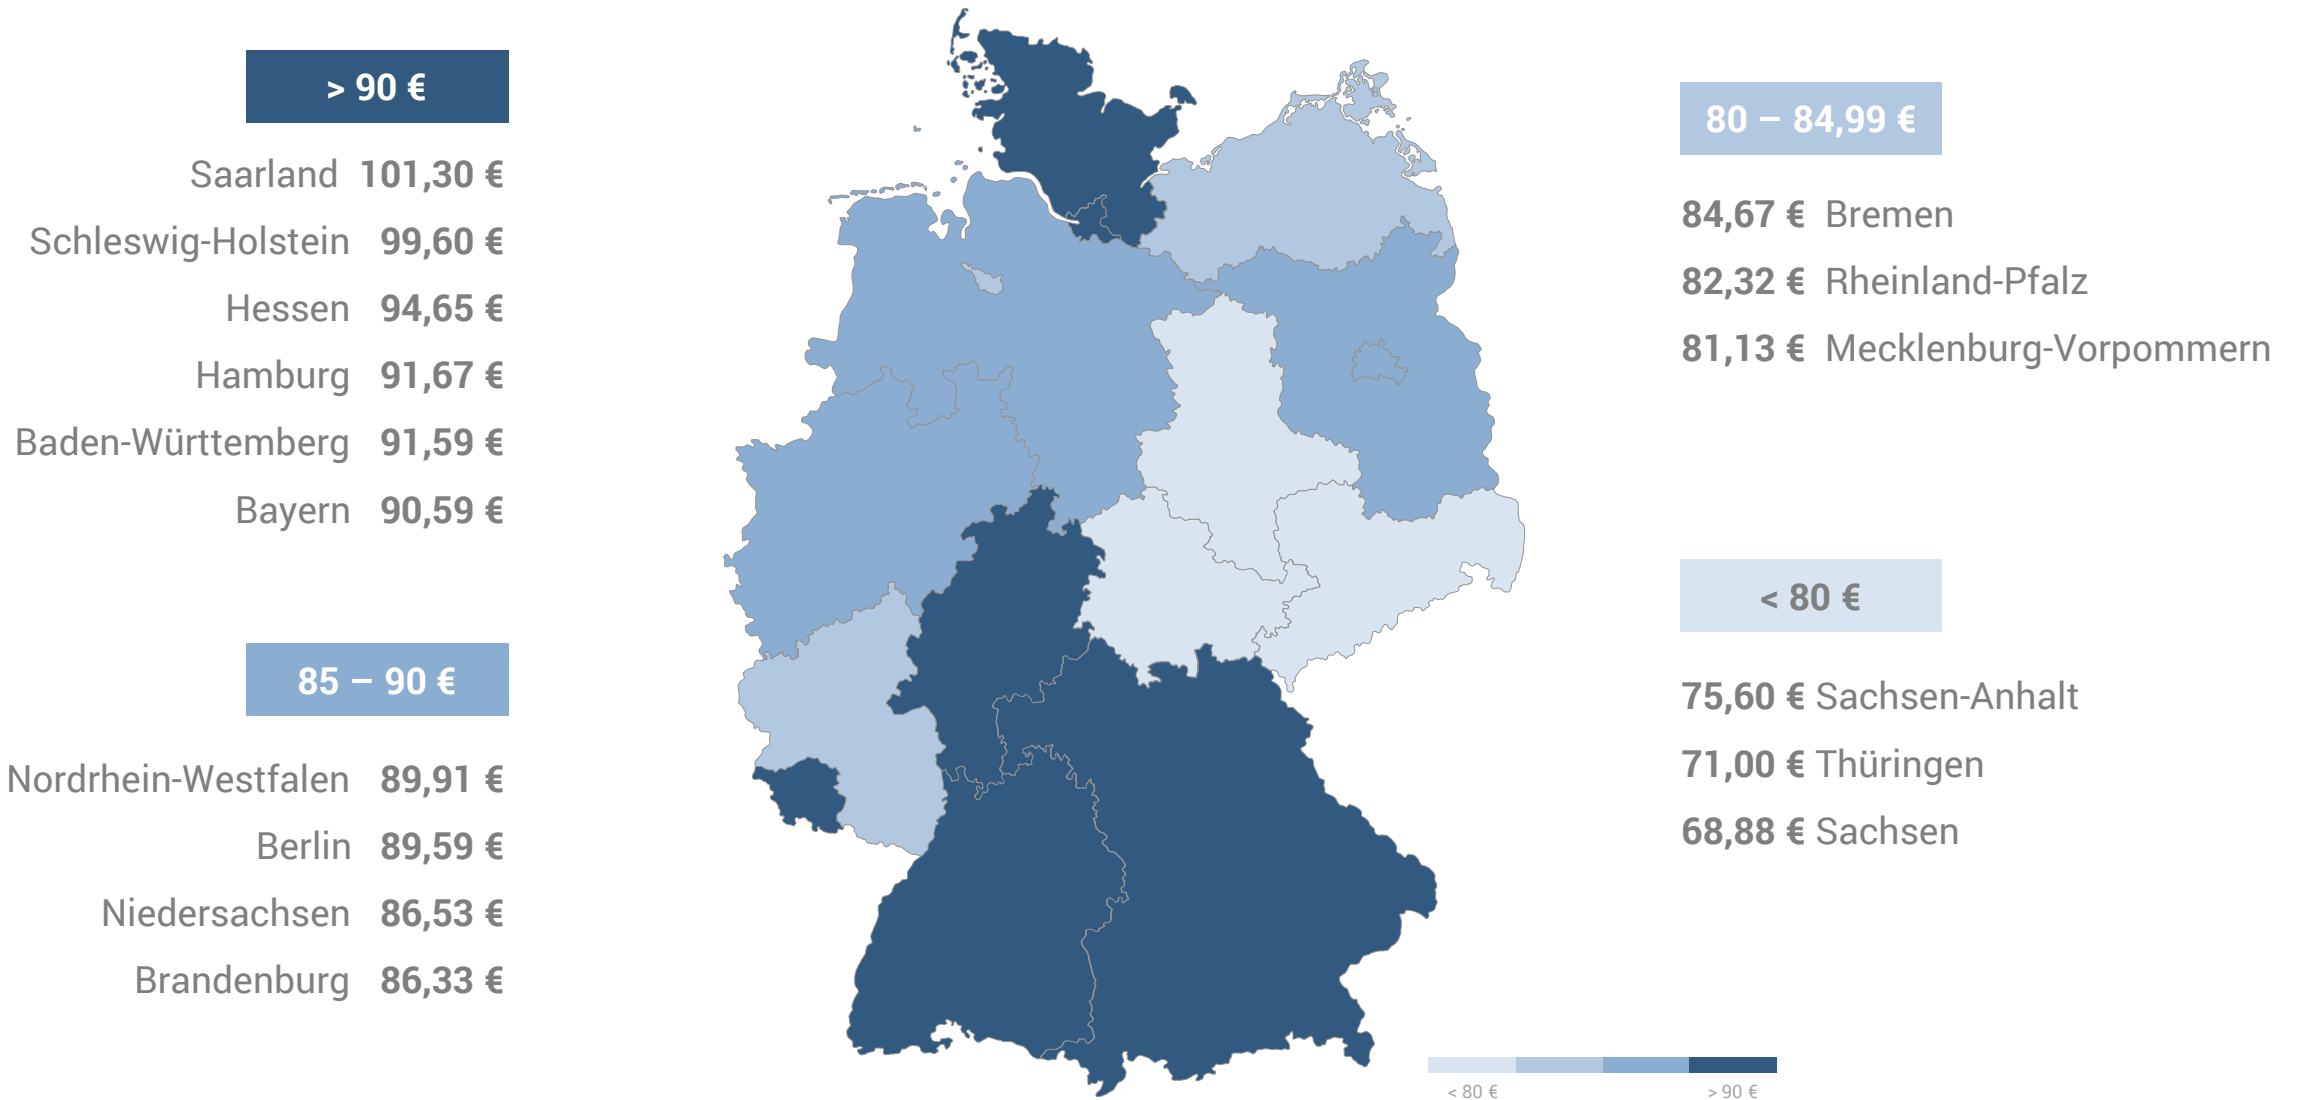 > 90 €
Saarland 101,30 €
Schleswig-Holstein 99,60 €
Hessen 94,65 €
Hamburg 91,67 €
Baden-Württemberg 91,59 €
Bayern 90,59 €
85 – 90 €
Nordrhein-Westfalen 89,91 €
Berlin 89,59 €
Niedersachsen 86,53 €
Brandenburg 86,33 €
80 – 84,99 €
84,67 € Bremen
82,32 € Rheinland-Pfalz
81,13 € Mecklenburg-Vorpommern
< 80 €
75,60 € Sachsen-Anhalt
71,00 € Thüringen
68,88 € Sachsen
< 80 € > 90 €